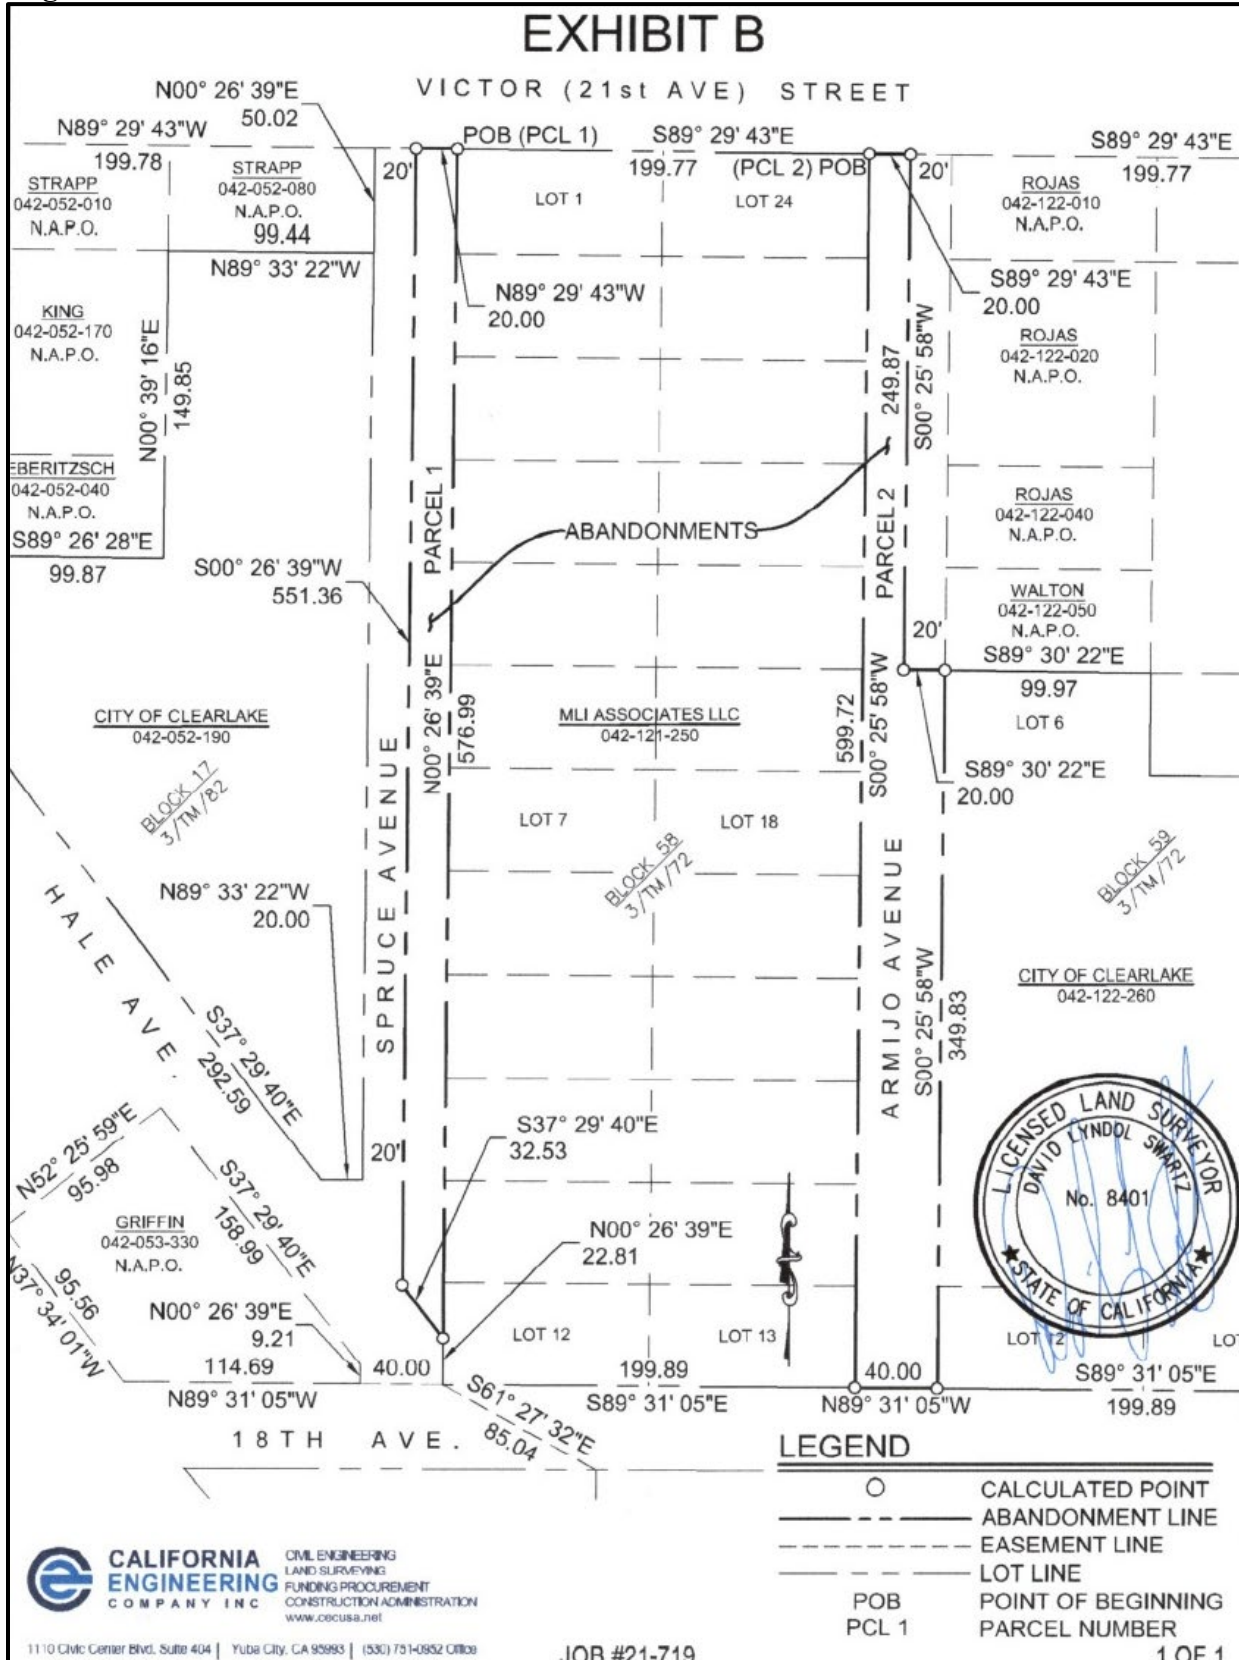 EXHIBIT B
VICTOR (21st AVE) STREET
N00° 26' 39"E
50.02
N89° 29' 43"W
199.78
POB (PCL 1)
S89° 29' 43"E
199.77
(PCL 2) POB
S89° 29' 43"E
199.77
20'
20'
STRAPP
042-052-010
N.A.P.O.
STRAPP
042-052-080
N.A.P.O.
99.44
N89° 33' 22"W
LOT 1
LOT 24
ROJAS
042-122-010
N.A.P.O.
N89° 29' 43"W
20.00
S89° 29' 43"E
20.00
KING
042-052-170
N.A.P.O.
N00° 39' 16"E
149.85
249.87
S00° 25' 58"W
ROJAS
042-122-020
N.A.P.O.
EBERITZSCH
042-052-040
N.A.P.O.
S89° 26' 28"E
99.87
PARCEL 1
ABANDONMENTS
PARCEL 2
ROJAS
042-122-040
N.A.P.O.
S00° 26' 39"W
551.36
WALTON
042-122-050
N.A.P.O.
20'
S89° 30' 22"E
99.97
LOT 6
CITY OF CLEARLAKE
042-052-190
N00° 26' 39"E
576.99
MLI ASSOCIATES LLC
042-121-250
599.72
S00° 25' 58"W
S89° 30' 22"E
20.00
BLOCK 17
3/TM/82
LOT 7
LOT 18
BLOCK 58
3/TM/72
BLOCK 59
3/TM/72
HALE AVE.
N89° 33' 22"W
20.00
SPRUCE AVENUE
ARMIJO AVENUE
S00° 25' 58"W
349.83
CITY OF CLEARLAKE
042-122-260
S37° 29' 40"E
292.59
20'
S37° 29' 40"E
32.53
N52° 25' 59"E
95.98
S37° 29' 40"E
158.99
GRIFFIN
042-053-330
N.A.P.O.
95.56
N37° 34' 01"W
N00° 26' 39"E
22.81
LICENSED LAND SURVEYOR
DAVID LYNDOL SWARTZ
No. 8401
STATE OF CALIFORNIA
N00° 26' 39"E
9.21
114.69
N89° 31' 05"W
40.00
LOT 12
LOT 13
199.89
S89° 31' 05"E
40.00
N89° 31' 05"W
LOT 12
LOT
S89° 31' 05"E
199.89
S61° 27' 32"E
85.04
18TH AVE.
LEGEND
CALCULATED POINT
ABANDONMENT LINE
EASEMENT LINE
LOT LINE
POB POINT OF BEGINNING
PCL 1 PARCEL NUMBER
CALIFORNIA
ENGINEERING
COMPANY INC
CIVIL ENGINEERING
LAND SURVEYING
FUNDING PROCUREMENT
CONSTRUCTION ADMINISTRATION
www.cecusa.net
1110 Civic Center Blvd. Suite 404 | Yuba City, CA 95993 | (530) 751-0952 Office
JOB #21-719
1 OF 1